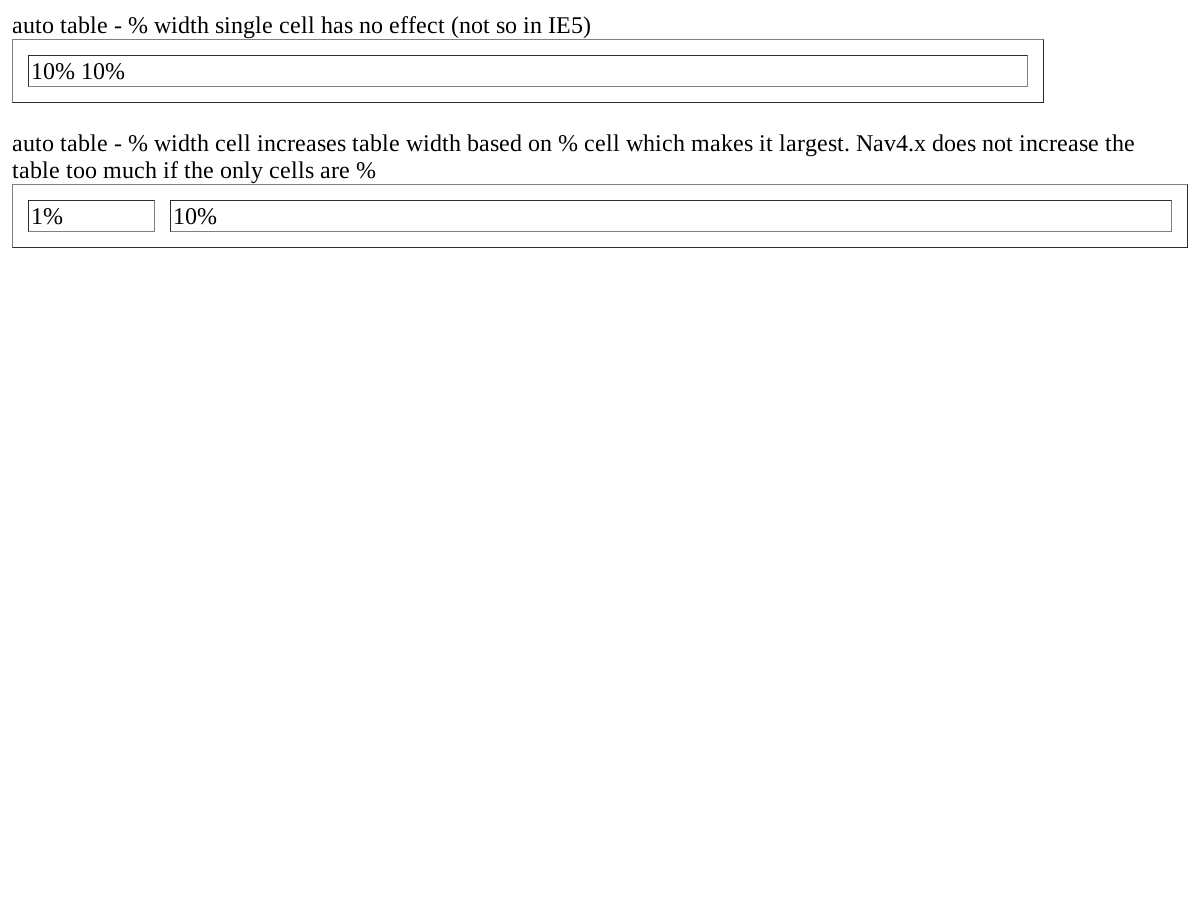 auto table - % width single cell has no effect (not so in IE5)
10% 10%
auto table - % width cell increases table width based on % cell which makes it largest. Nav4.x does not increase the
table too much if the only cells are %
1% 10%